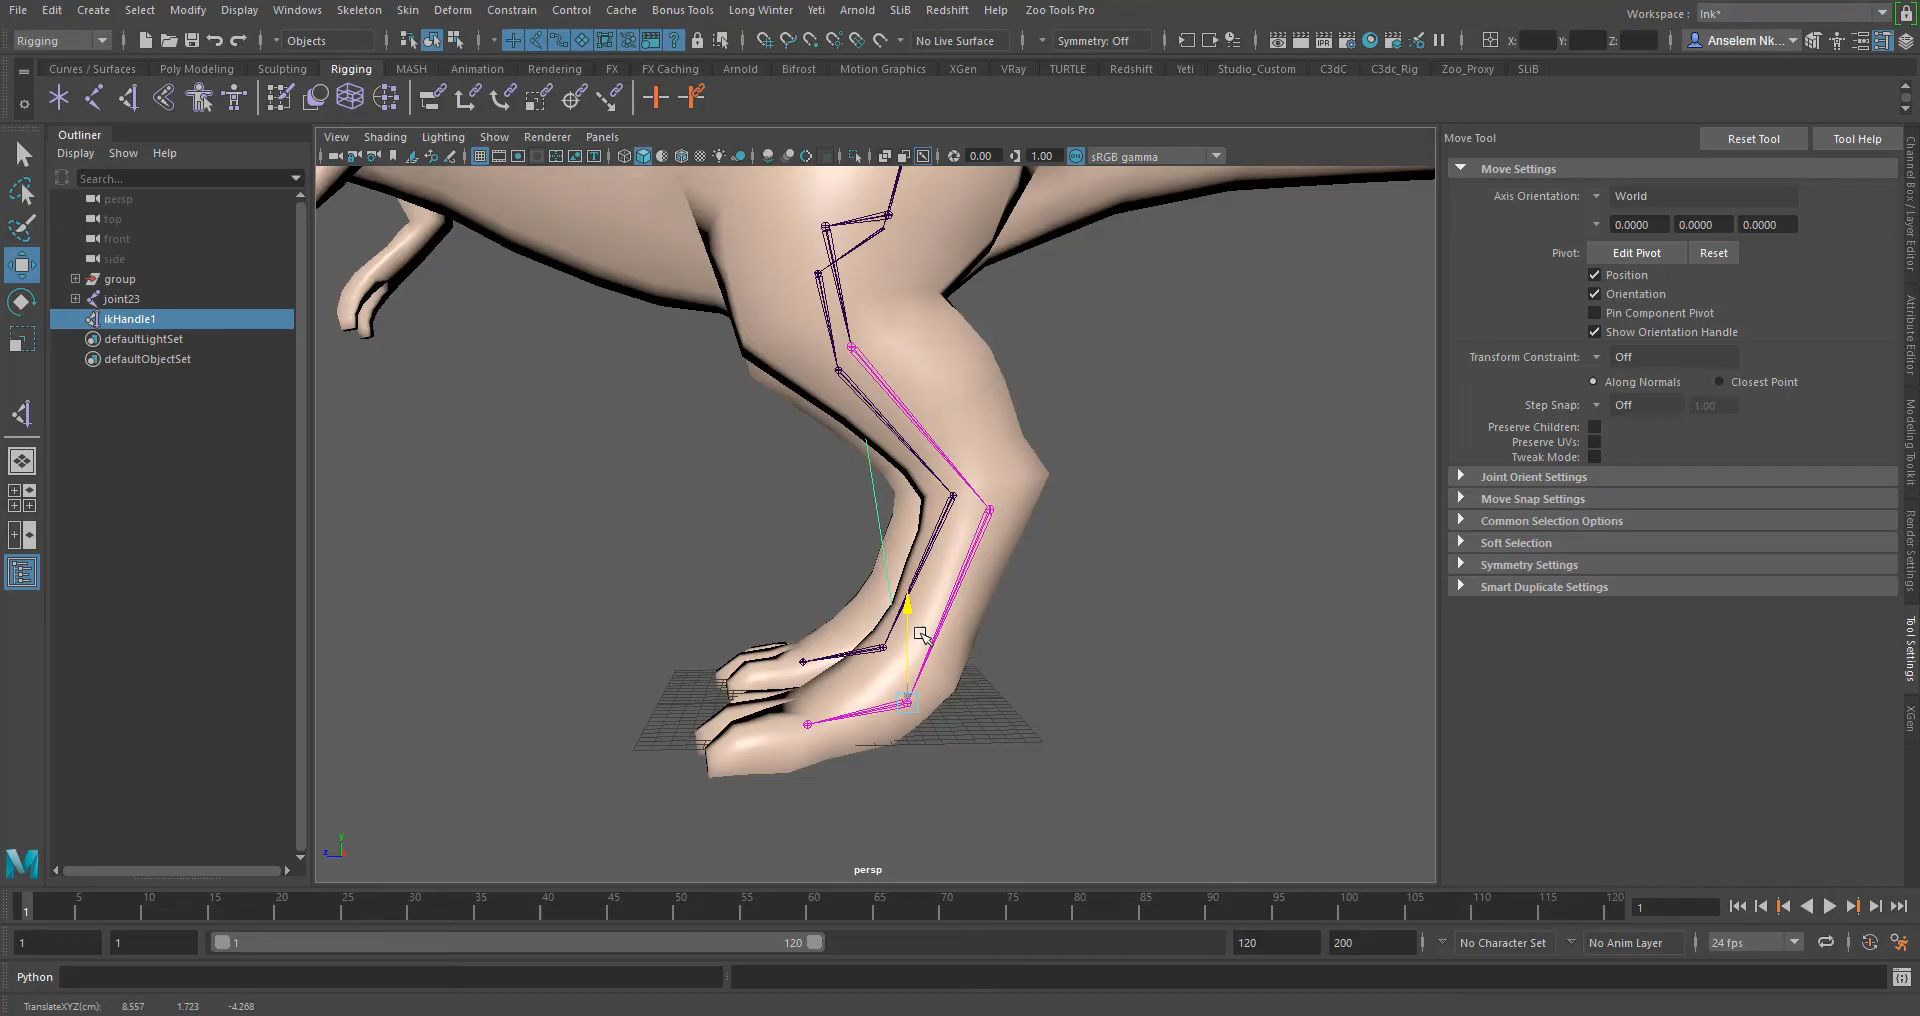 File Edit Create Select Modify Display Windows Skeleton Skin Deform Constrain Control Cache Bonus Tools Long Winter Yeti Arnold SLiB Redshift Help Zoo Tools Pro
Workspace : Ink*
Rigging Objects No Live Surface Symmetry: Off X: Y: Z: Anselem Nk...
Curves / Surfaces Poly Modeling Sculpting Rigging MASH Animation Rendering FX FX Caching Arnold Bifrost Motion Graphics XGen VRay TURTLE Redshift Yeti Studio_Custom C3dC C3dc_Rig Zoo_Proxy SLiB
Outliner
Display Show Help
Search...
persp
top
front
side
group
joint23
ikHandle1
defaultLightSet
defaultObjectSet
View Shading Lighting Show Renderer Panels
0.00 1.00 sRGB gamma
y
z
persp
Move Tool Reset Tool Tool Help
Move Settings
Axis Orientation: World
0.0000 0.0000 0.0000
Pivot: Edit Pivot Reset
Position
Orientation
Pin Component Pivot
Show Orientation Handle
Transform Constraint: Off
Along Normals Closest Point
Step Snap: Off 1.00
Preserve Children:
Preserve UVs:
Tweak Mode:
Joint Orient Settings
Move Snap Settings
Common Selection Options
Soft Selection
Symmetry Settings
Smart Duplicate Settings
Channel Box / Layer Editor
Attribute Editor
Modeling Toolkit
Render Settings
Tool Settings
XGen
1 5 10 15 20 25 30 35 40 45 50 55 60 65 70 75 80 85 90 95 100 105 110 115 120 1
1 1 1 120 120 200 No Character Set No Anim Layer 24 fps
Python
TranslateXYZ(cm): 8.557 1.723 -4.268